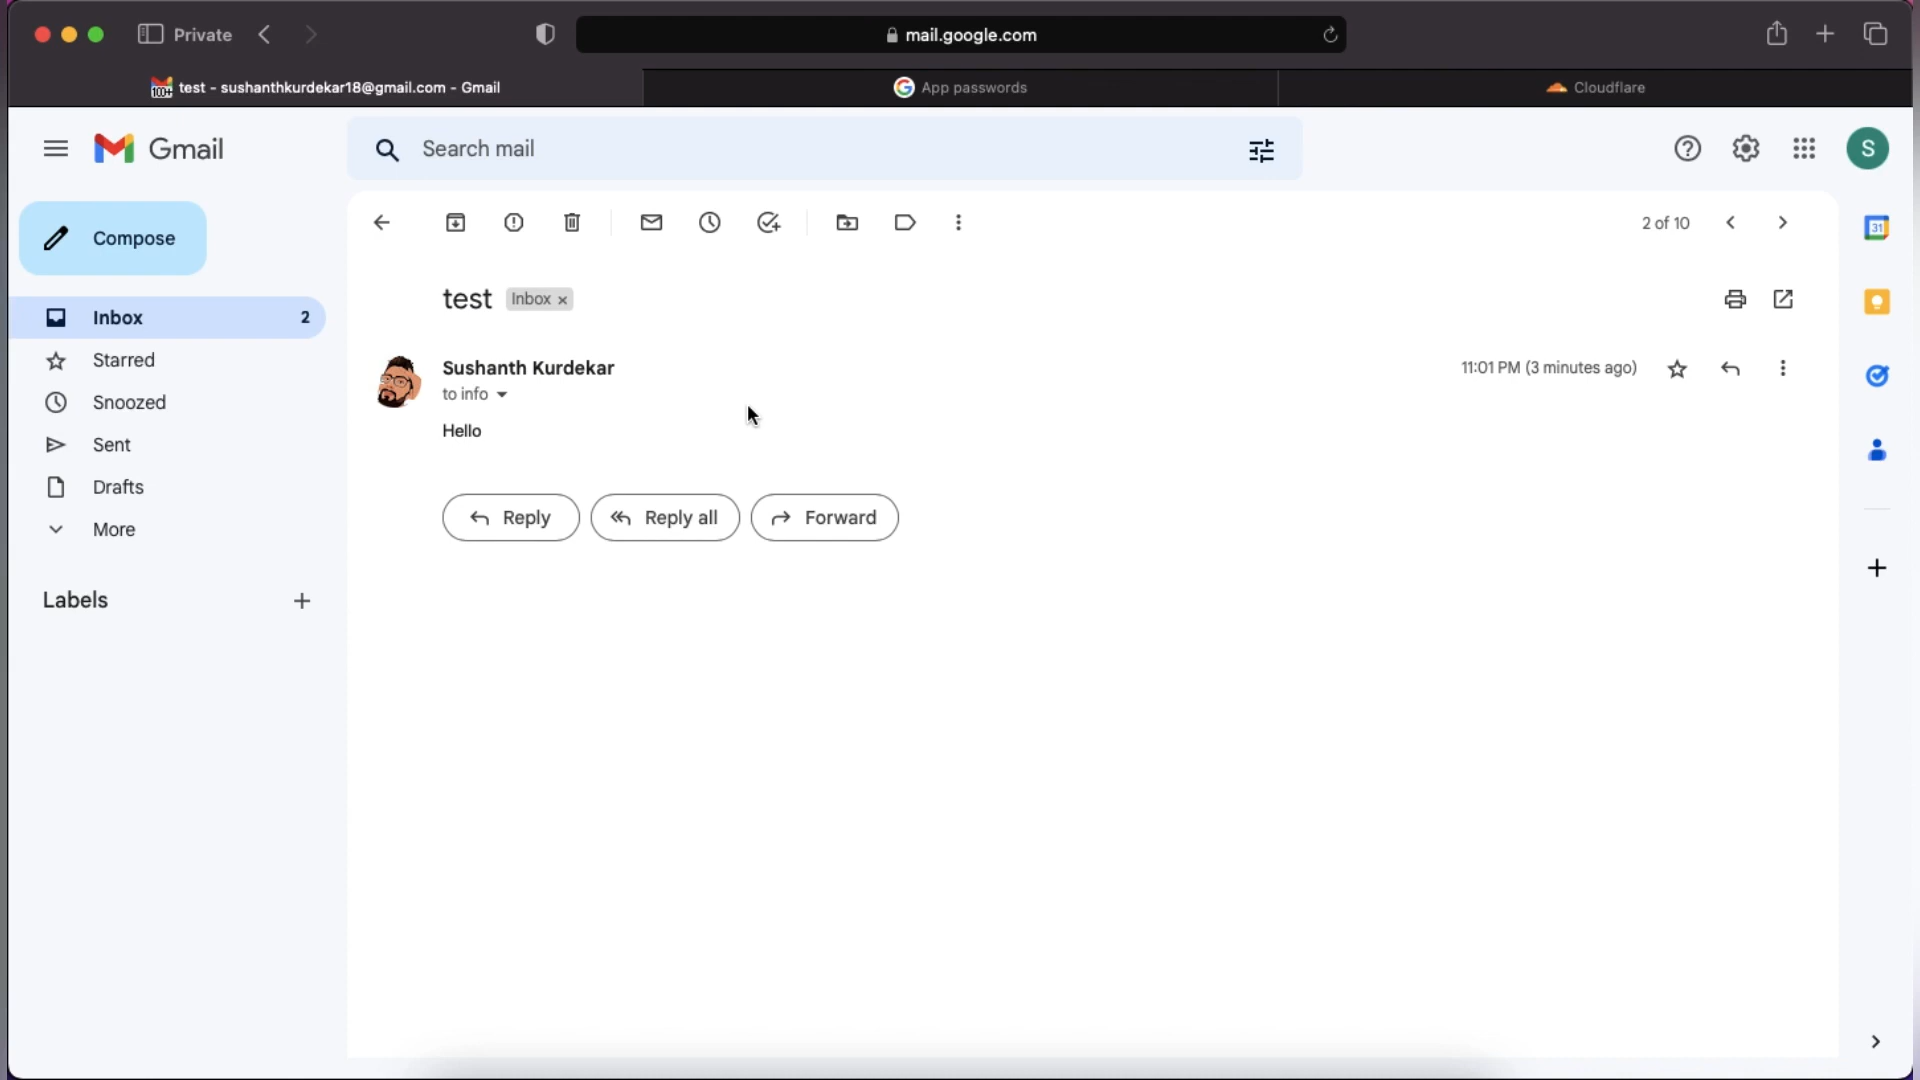 Private
mail.google.com
100+ test - sushanthkurdekar18@gmail.com - Gmail
App passwords
Cloudflare
Gmail
Search mail
S
Compose
2 of 10
31
test Inbox ×
Inbox 2
Starred
Snoozed
Sent
Drafts
More
Labels
Sushanth Kurdekar
11:01 PM (3 minutes ago)
to info
Hello
Reply
Reply all
Forward